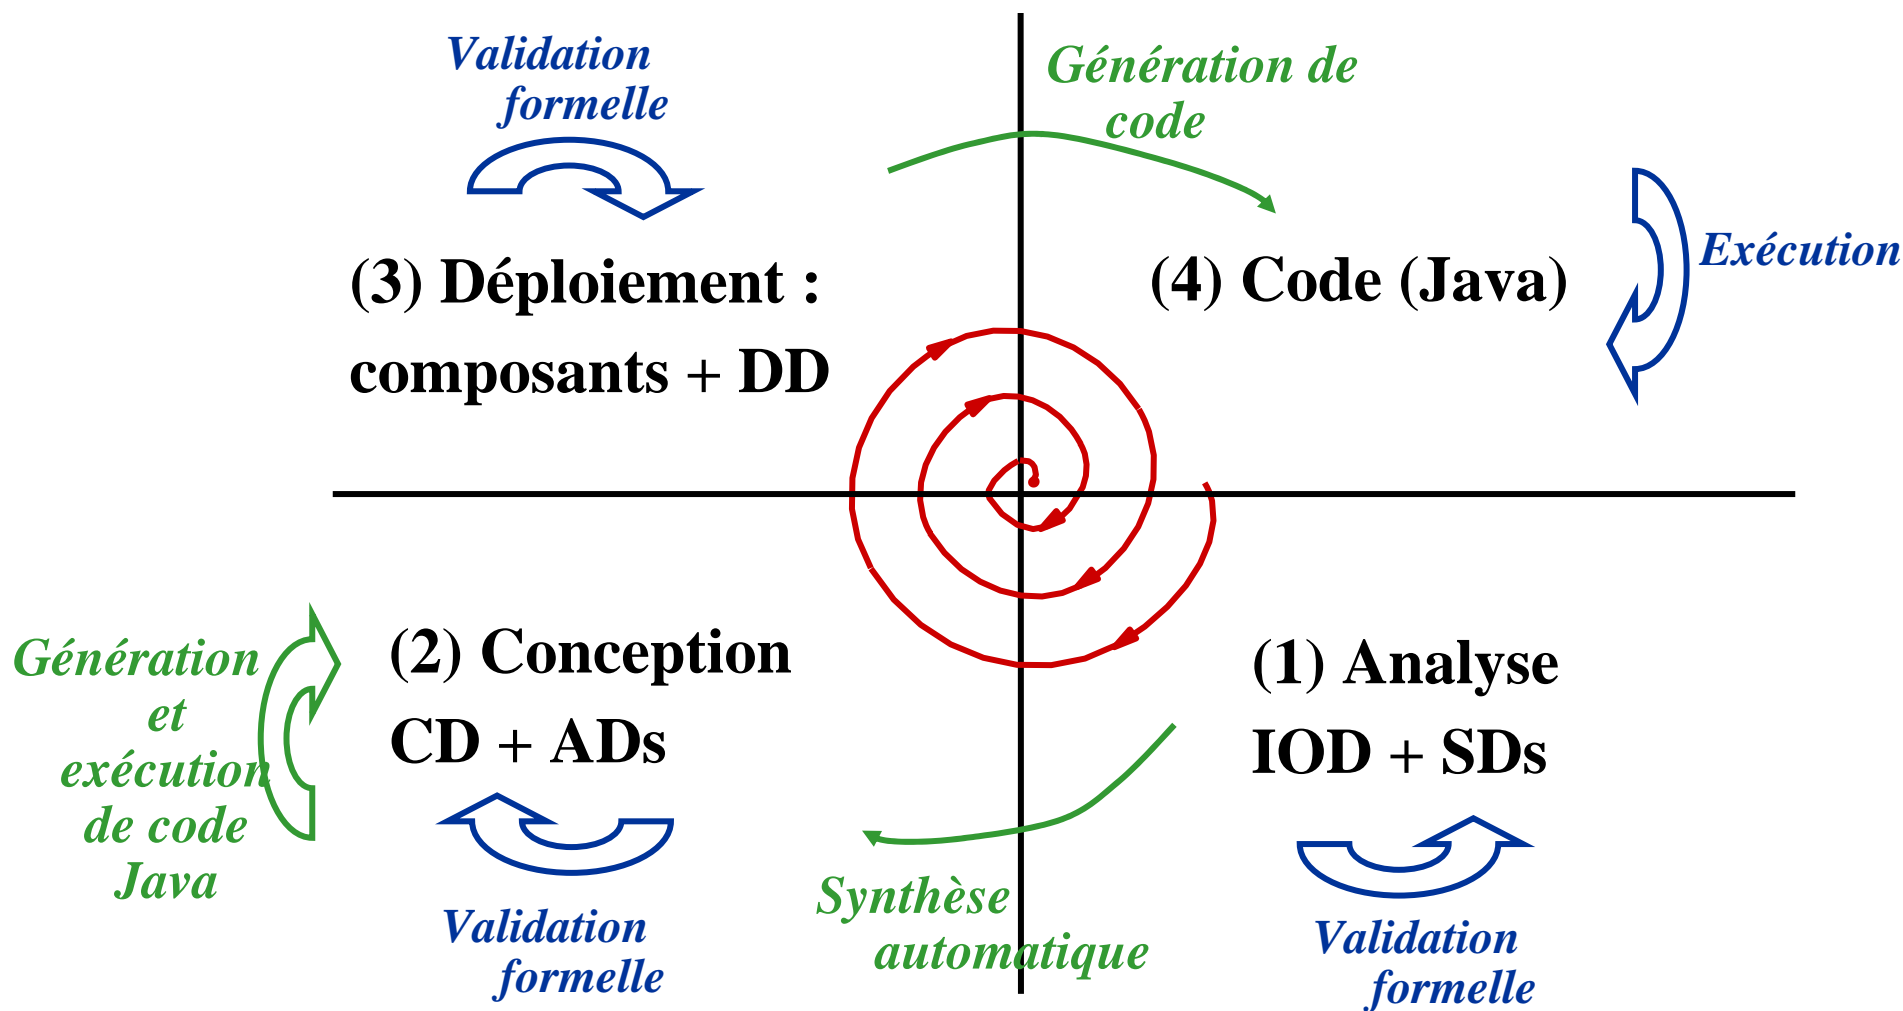 Validation
formelle
Génération de
code
Exécution
(3) Déploiement :
composants + DD
(4) Code (Java)
Génération
et
exécution
de code
Java
(2) Conception
CD + ADs
(1) Analyse
IOD + SDs
Synthèse
automatique
Validation
formelle
Validation
formelle